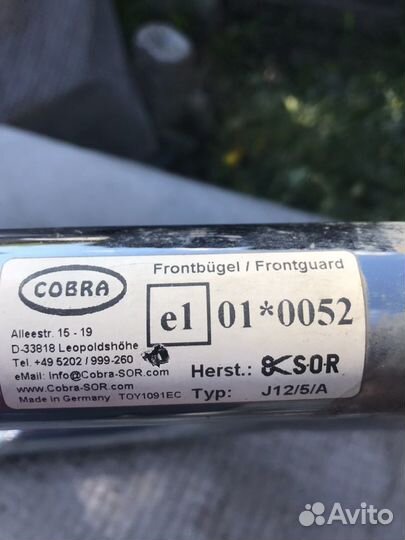 COBRA
Frontbügel / Frontguard
e1 01*0052
Alleestr. 15 - 19
D-33818 Leopoldshöhe
Tel. +49 5202 / 999-260
eMail: Info@Cobra-SOR.com
www.Cobra-SOR.com
Made in Germany TOY1091EC
Herst.: S·O·R
Typ: J12/5/A
Avito